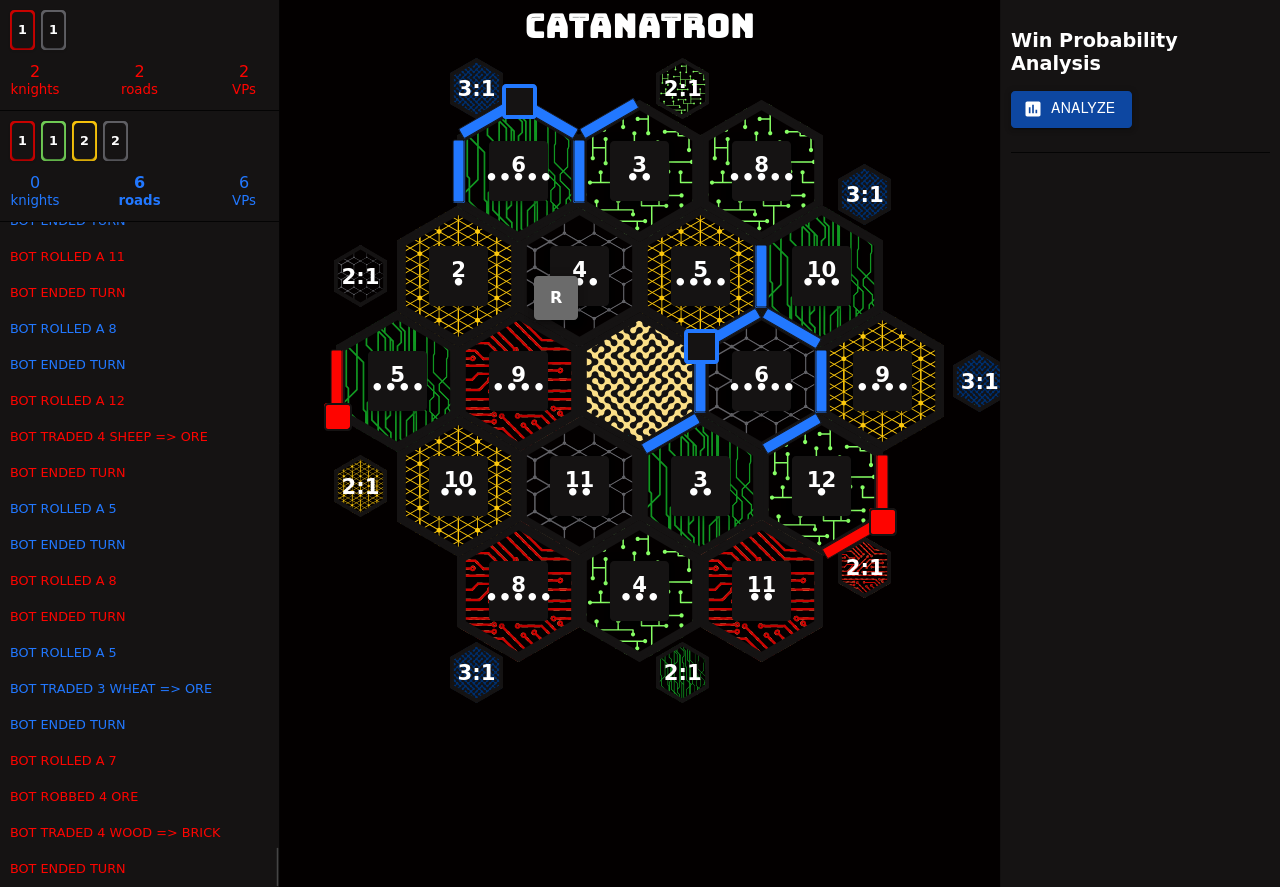 1 1
2 2 2
knights roads VPs
1 1 2 2
0 6 6
knights roads VPs
BOT ENDED TURN
BOT ROLLED A 11
BOT ENDED TURN
BOT ROLLED A 8
BOT ENDED TURN
BOT ROLLED A 12
BOT TRADED 4 SHEEP => ORE
BOT ENDED TURN
BOT ROLLED A 5
BOT ENDED TURN
BOT ROLLED A 8
BOT ENDED TURN
BOT ROLLED A 5
BOT TRADED 3 WHEAT => ORE
BOT ENDED TURN
BOT ROLLED A 7
BOT ROBBED 4 ORE
BOT TRADED 4 WOOD => BRICK
BOT ENDED TURN
CATANATRON
3:1 2:1
6 3 8
3:1
2:1 2 4 5 10
R
5 9 6 9 3:1
2:1 10 11 3 12
2:1
8 4 11
3:1 2:1
Win Probability
Analysis
ANALYZE